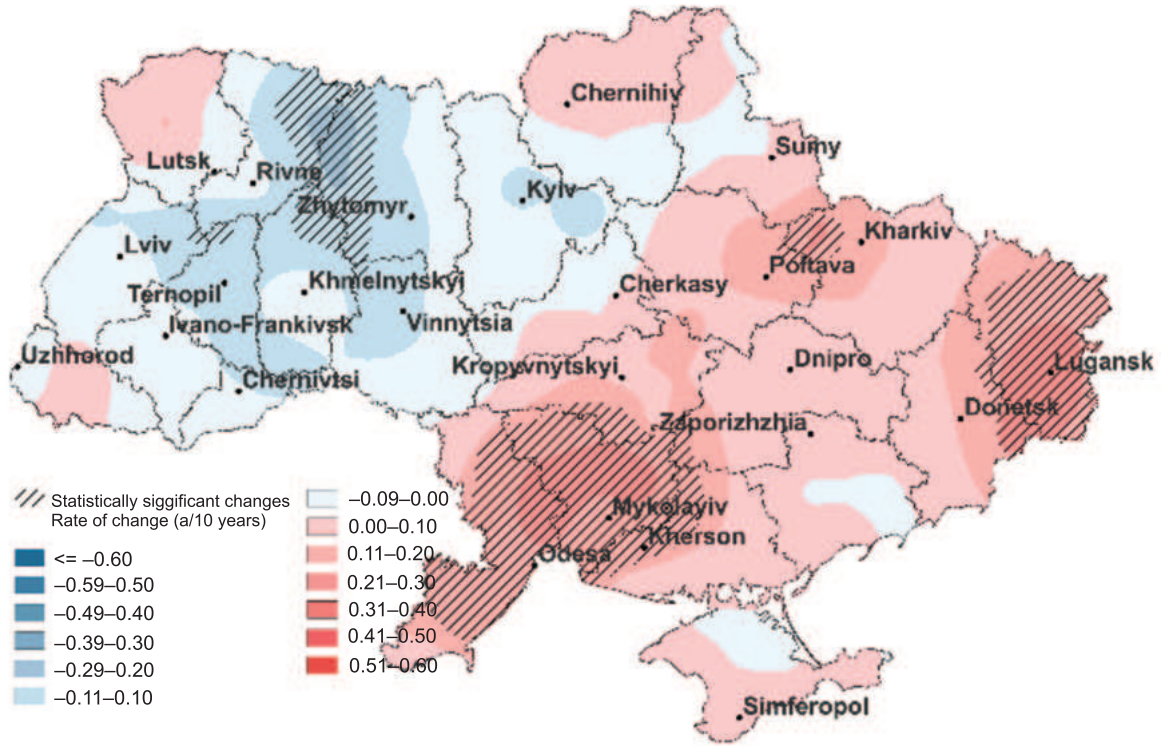 Chernihiv
Sumy
Lutsk
Rivne
Kyiv
Zhytomyr
Kharkiv
Lviv
Poltava
Khmelnytskyi
Cherkasy
Ternopil
Ivano-Frankivsk
Vinnytsia
Uzhhorod
Kropyvnytskyi
Dnipro
Lugansk
Chernivtsi
Donetsk
Zaporizhzhia
Mykolayiv
Kherson
Odesa
Simferopol
Statistically siggificant changes
Rate of change (a/10 years)
<= –0.60
–0.59–0.50
–0.49–0.40
–0.39–0.30
–0.29–0.20
–0.11–0.10
–0.09–0.00
0.00–0.10
0.11–0.20
0.21–0.30
0.31–0.40
0.41–0.50
0.51–0.60